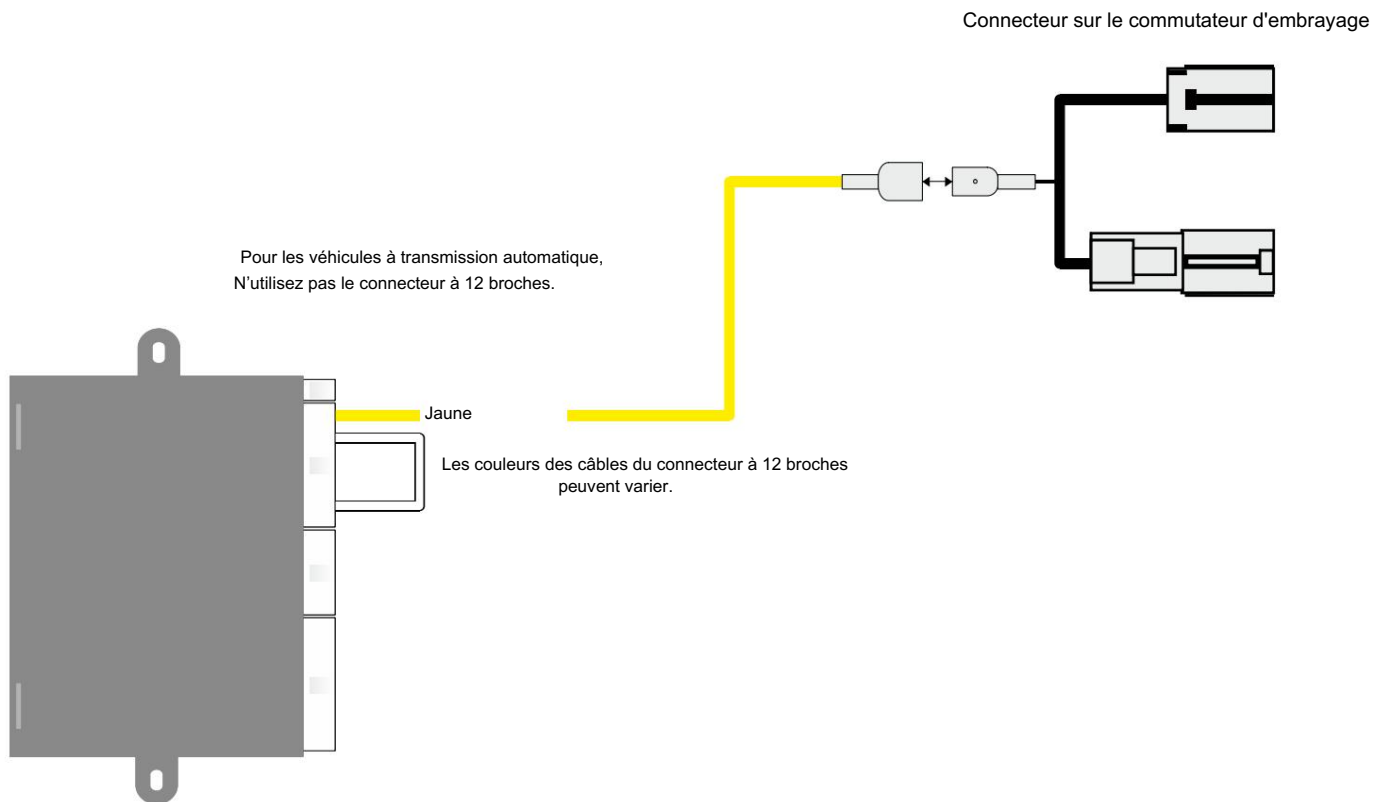 Connecteur sur le commutateur d'embrayage
Pour les véhicules à transmission automatique,
N’utilisez pas le connecteur à 12 broches.
Jaune
Les couleurs des câbles du connecteur à 12 broches
peuvent varier.